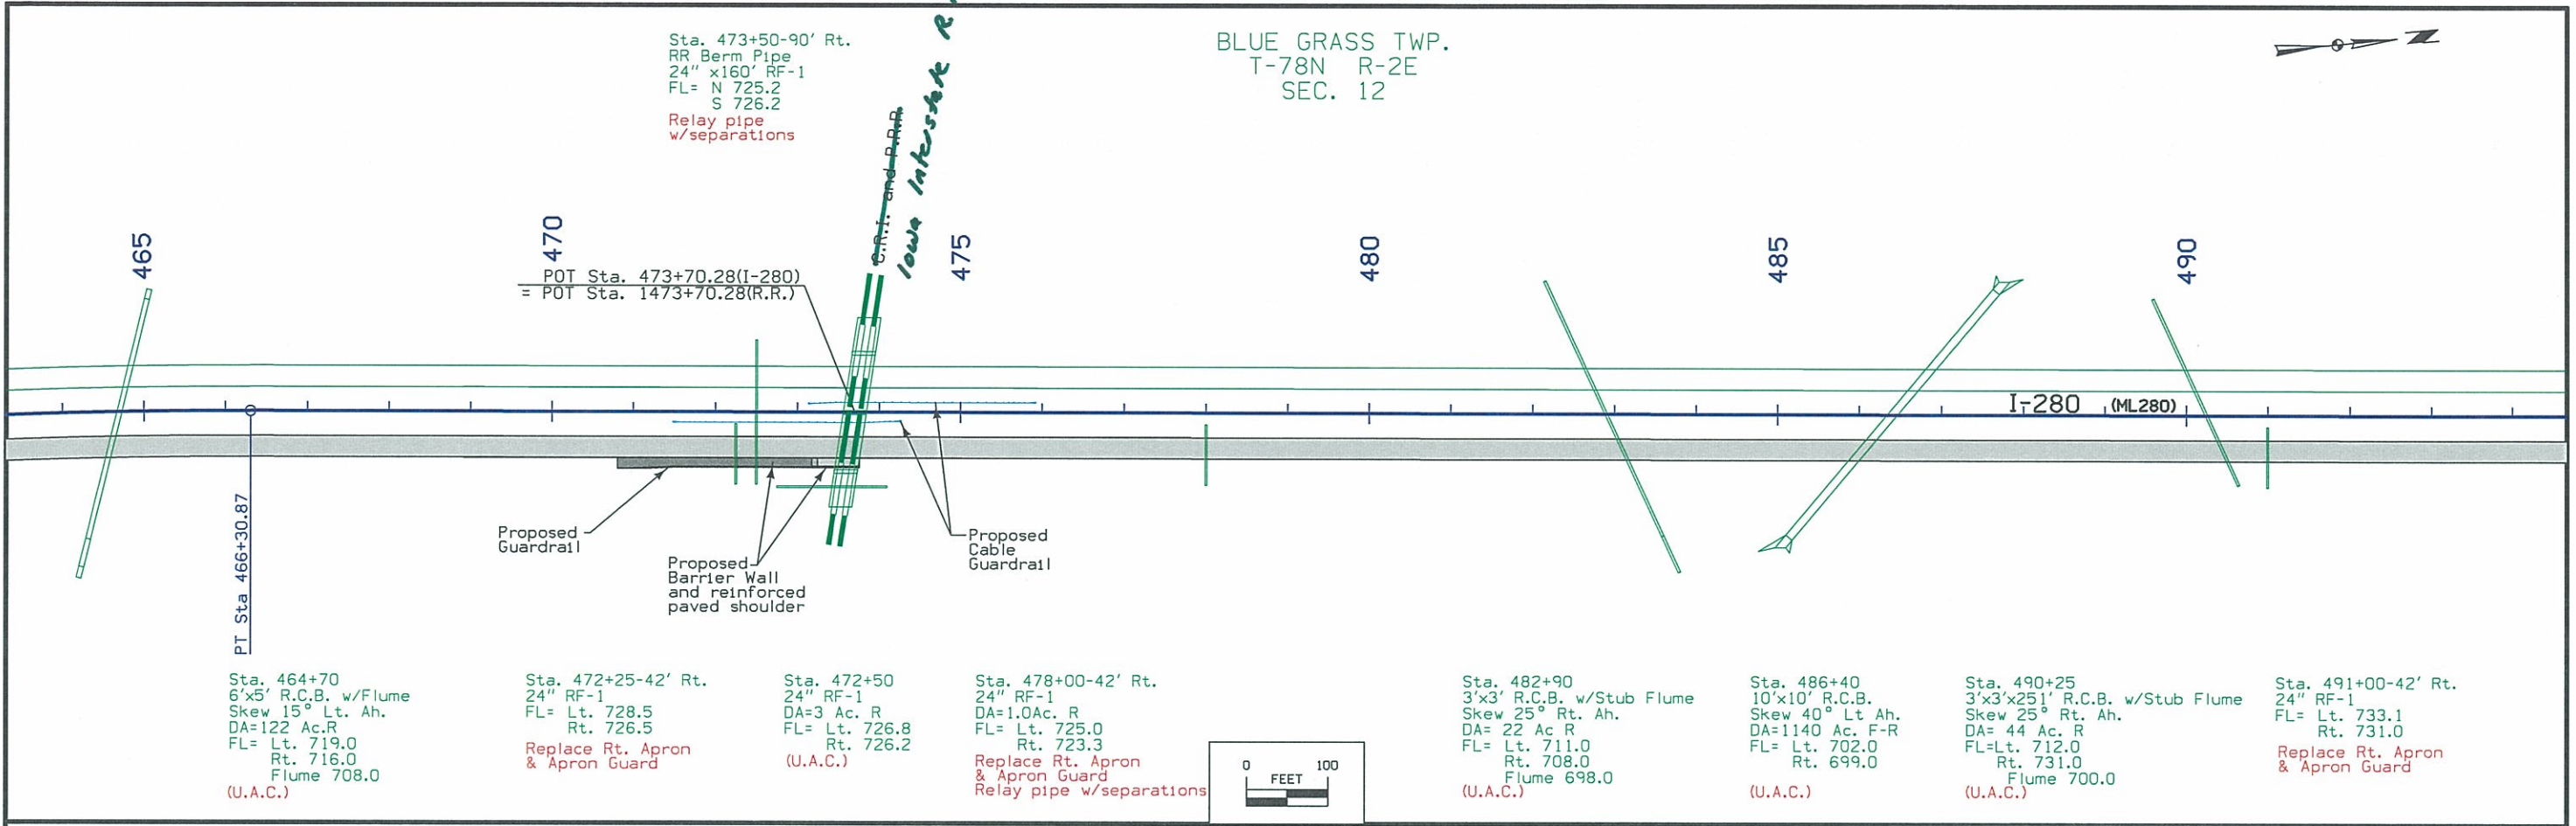 Sta. 473+50-90' Rt.
RR Berm Pipe
24" x160' RF-1
FL= N 725.2
S 726.2
Relay pipe
w/separations
C.R.I. and P.R.R.
Iowa Interstate R.
BLUE GRASS TWP.
T-78N R-2E
SEC. 12
Z
465
470
475
480
485
490
POT Sta. 473+70.28(I-280)
= POT Sta. 1473+70.28(R.R.)
I-280 (ML280)
PT Sta 466+30.87
Proposed
Guardrail
Proposed
Barrier Wall
and reinforced
paved shoulder
Proposed
Cable
Guardrail
Sta. 464+70
6'x5' R.C.B. w/Flume
Skew 15° Lt. Ah.
DA=122 Ac.R
FL= Lt. 719.0
Rt. 716.0
Flume 708.0
(U.A.C.)
Sta. 472+25-42' Rt.
24" RF-1
FL= Lt. 728.5
Rt. 726.5
Replace Rt. Apron
& Apron Guard
Sta. 472+50
24" RF-1
DA=3 Ac. R
FL= Lt. 726.8
Rt. 726.2
(U.A.C.)
Sta. 478+00-42' Rt.
24" RF-1
DA=1.0Ac. R
FL= Lt. 725.0
Rt. 723.3
Replace Rt. Apron
& Apron Guard
Relay pipe w/separations
0 100
FEET
Sta. 482+90
3'x3' R.C.B. w/Stub Flume
Skew 25° Rt. Ah.
DA= 22 Ac R
FL= Lt. 711.0
Rt. 708.0
Flume 698.0
(U.A.C.)
Sta. 486+40
10'x10' R.C.B.
Skew 40° Lt Ah.
DA=1140 Ac. F-R
FL= Lt. 702.0
Rt. 699.0
(U.A.C.)
Sta. 490+25
3'x3'x251' R.C.B. w/Stub Flume
Skew 25° Rt. Ah.
DA= 44 Ac. R
FL=Lt. 712.0
Rt. 731.0
Flume 700.0
(U.A.C.)
Sta. 491+00-42' Rt.
24" RF-1
FL= Lt. 733.1
Rt. 731.0
Replace Rt. Apron
& Apron Guard